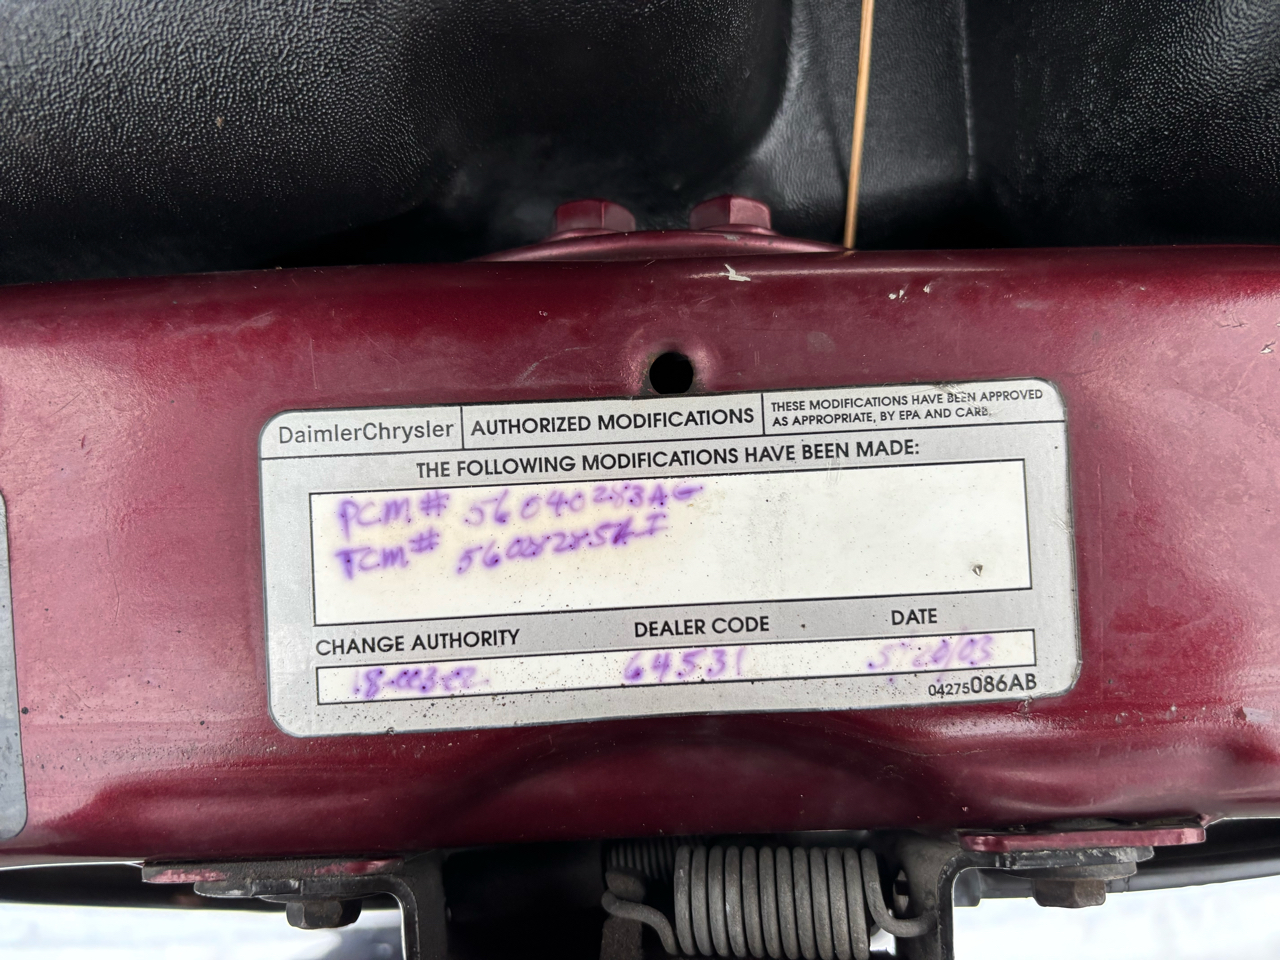 DaimlerChrysler
AUTHORIZED MODIFICATIONS
THESE MODIFICATIONS HAVE BEEN APPROVED
AS APPROPRIATE, BY EPA AND CARB.
THE FOLLOWING MODIFICATIONS HAVE BEEN MADE:
PCM# 56040283AG
TCM#
CHANGE AUTHORITY
DEALER CODE
DATE
64531
04275086AB